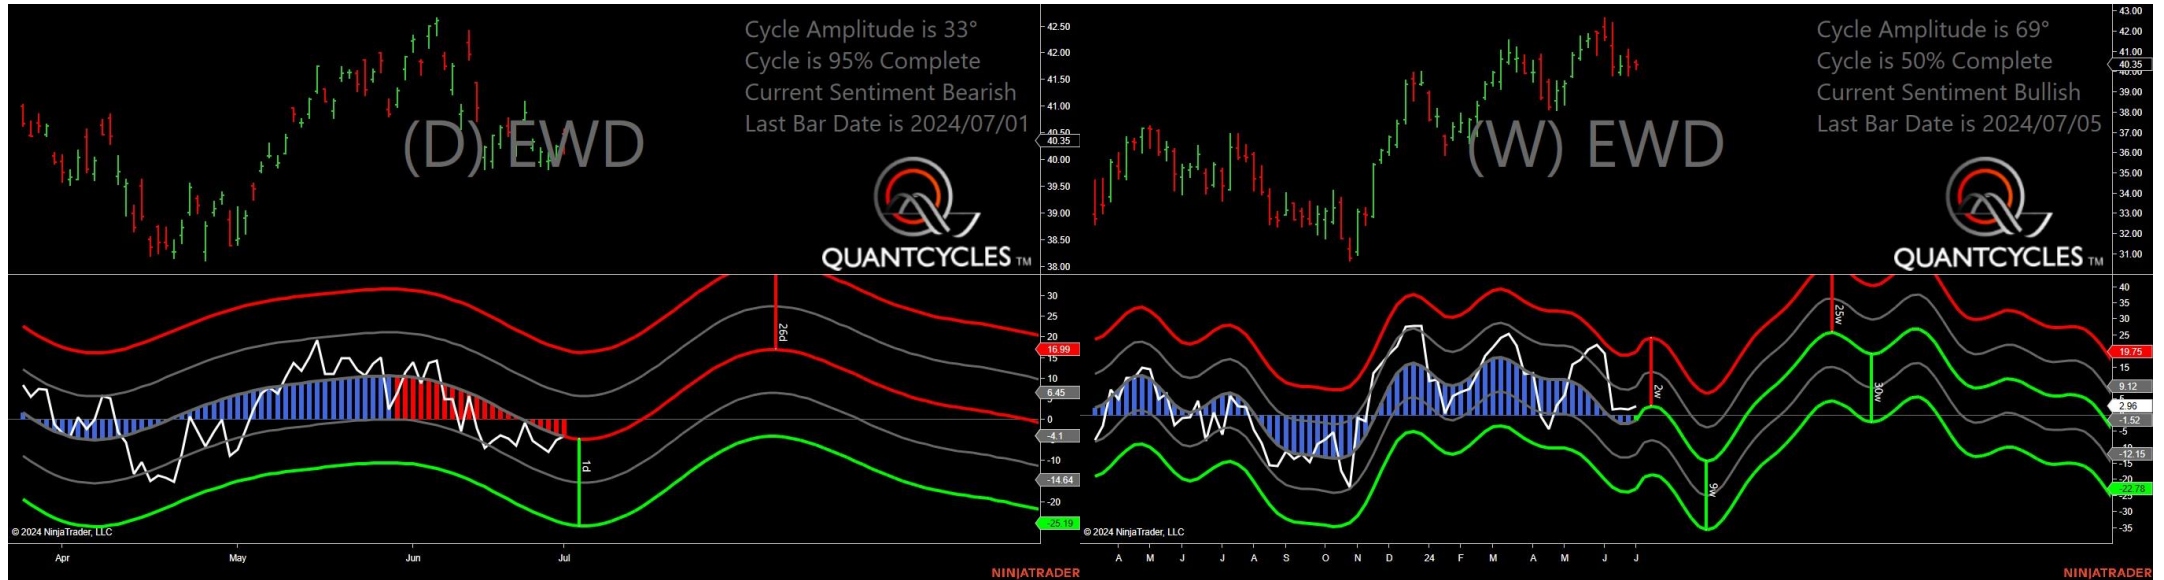 Cycle Amplitude is 33°
Cycle is 95% Complete
Current Sentiment Bearish
Last Bar Date is 2024/07/01
(D) EWD
QUANTCYCLES TM
42.50
42.00
41.50
41.00
40.50
40.35
40.00
39.50
39.00
38.50
38.00
30
25
20
16.99
15
10
6.45
5
0
-4.1
-10
-14.64
-20
-25.19
26d
1d
© 2024 NinjaTrader, LLC
Apr May Jun Jul
NINJATRADER
Cycle Amplitude is 69°
Cycle is 50% Complete
Current Sentiment Bullish
Last Bar Date is 2024/07/05
(W) EWD
QUANTCYCLES TM
43.00
42.00
41.00
40.35
40.00
39.00
38.00
37.00
36.00
35.00
34.00
33.00
32.00
31.00
40
35
30
25
19.75
15
9.12
2.96
-1.52
-5
-12.15
-15
-22.78
-30
-35
25w
2w
30w
9w
© 2024 NinjaTrader, LLC
A M J J A S O N D 24 F M A M J J
NINJATRADER